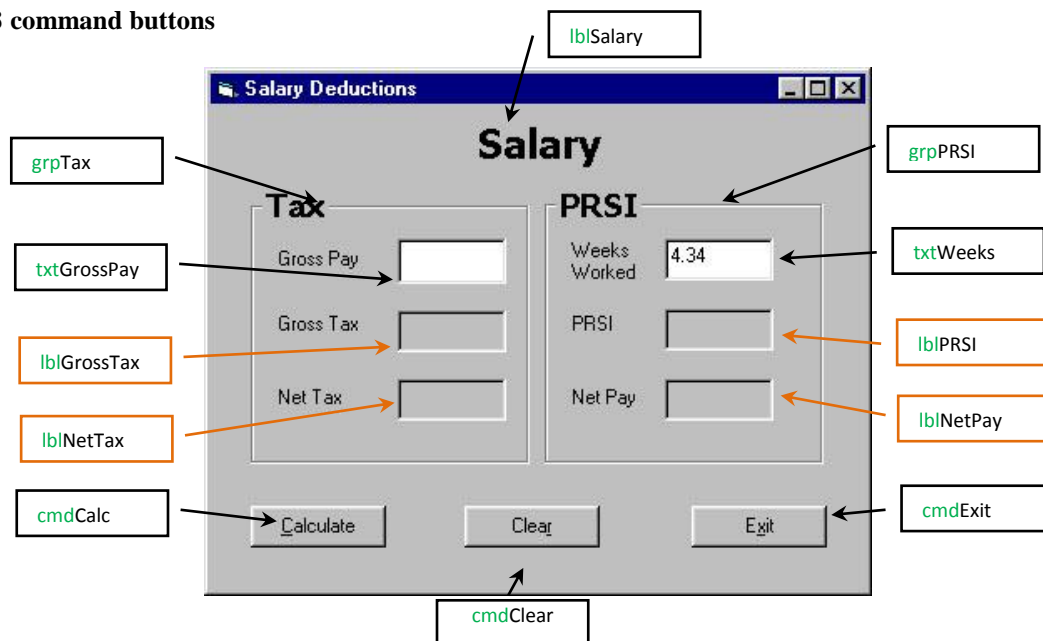 command buttons
lblSalary
Salary Deductions
Salary
grpTax
grpPRSI
Tax
PRSI
txtGrossPay
Gross Pay
Weeks
Worked
4.34
txtWeeks
lblGrossTax
Gross Tax
PRSI
lblPRSI
lblNetTax
Net Tax
Net Pay
lblNetPay
cmdCalc
Calculate
Clear
Exit
cmdExit
cmdClear